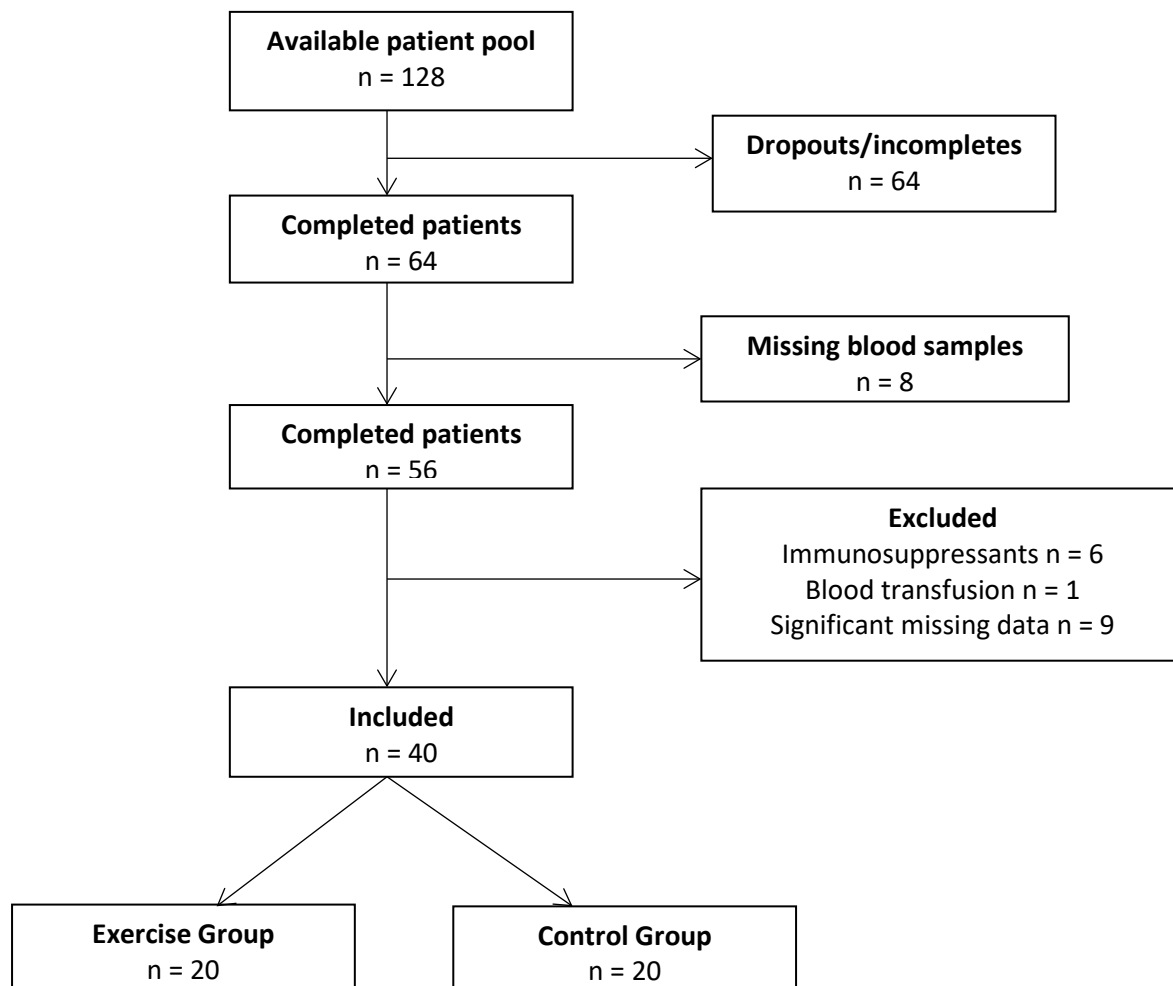 Available patient pool
n = 128
Dropouts/incompletes
n = 64
Completed patients
n = 64
Missing blood samples
n = 8
Completed patients
n = 56
Excluded
Immunosuppressants n = 6
Blood transfusion n = 1
Significant missing data n = 9
Included
n = 40
Exercise Group
n = 20
Control Group
n = 20